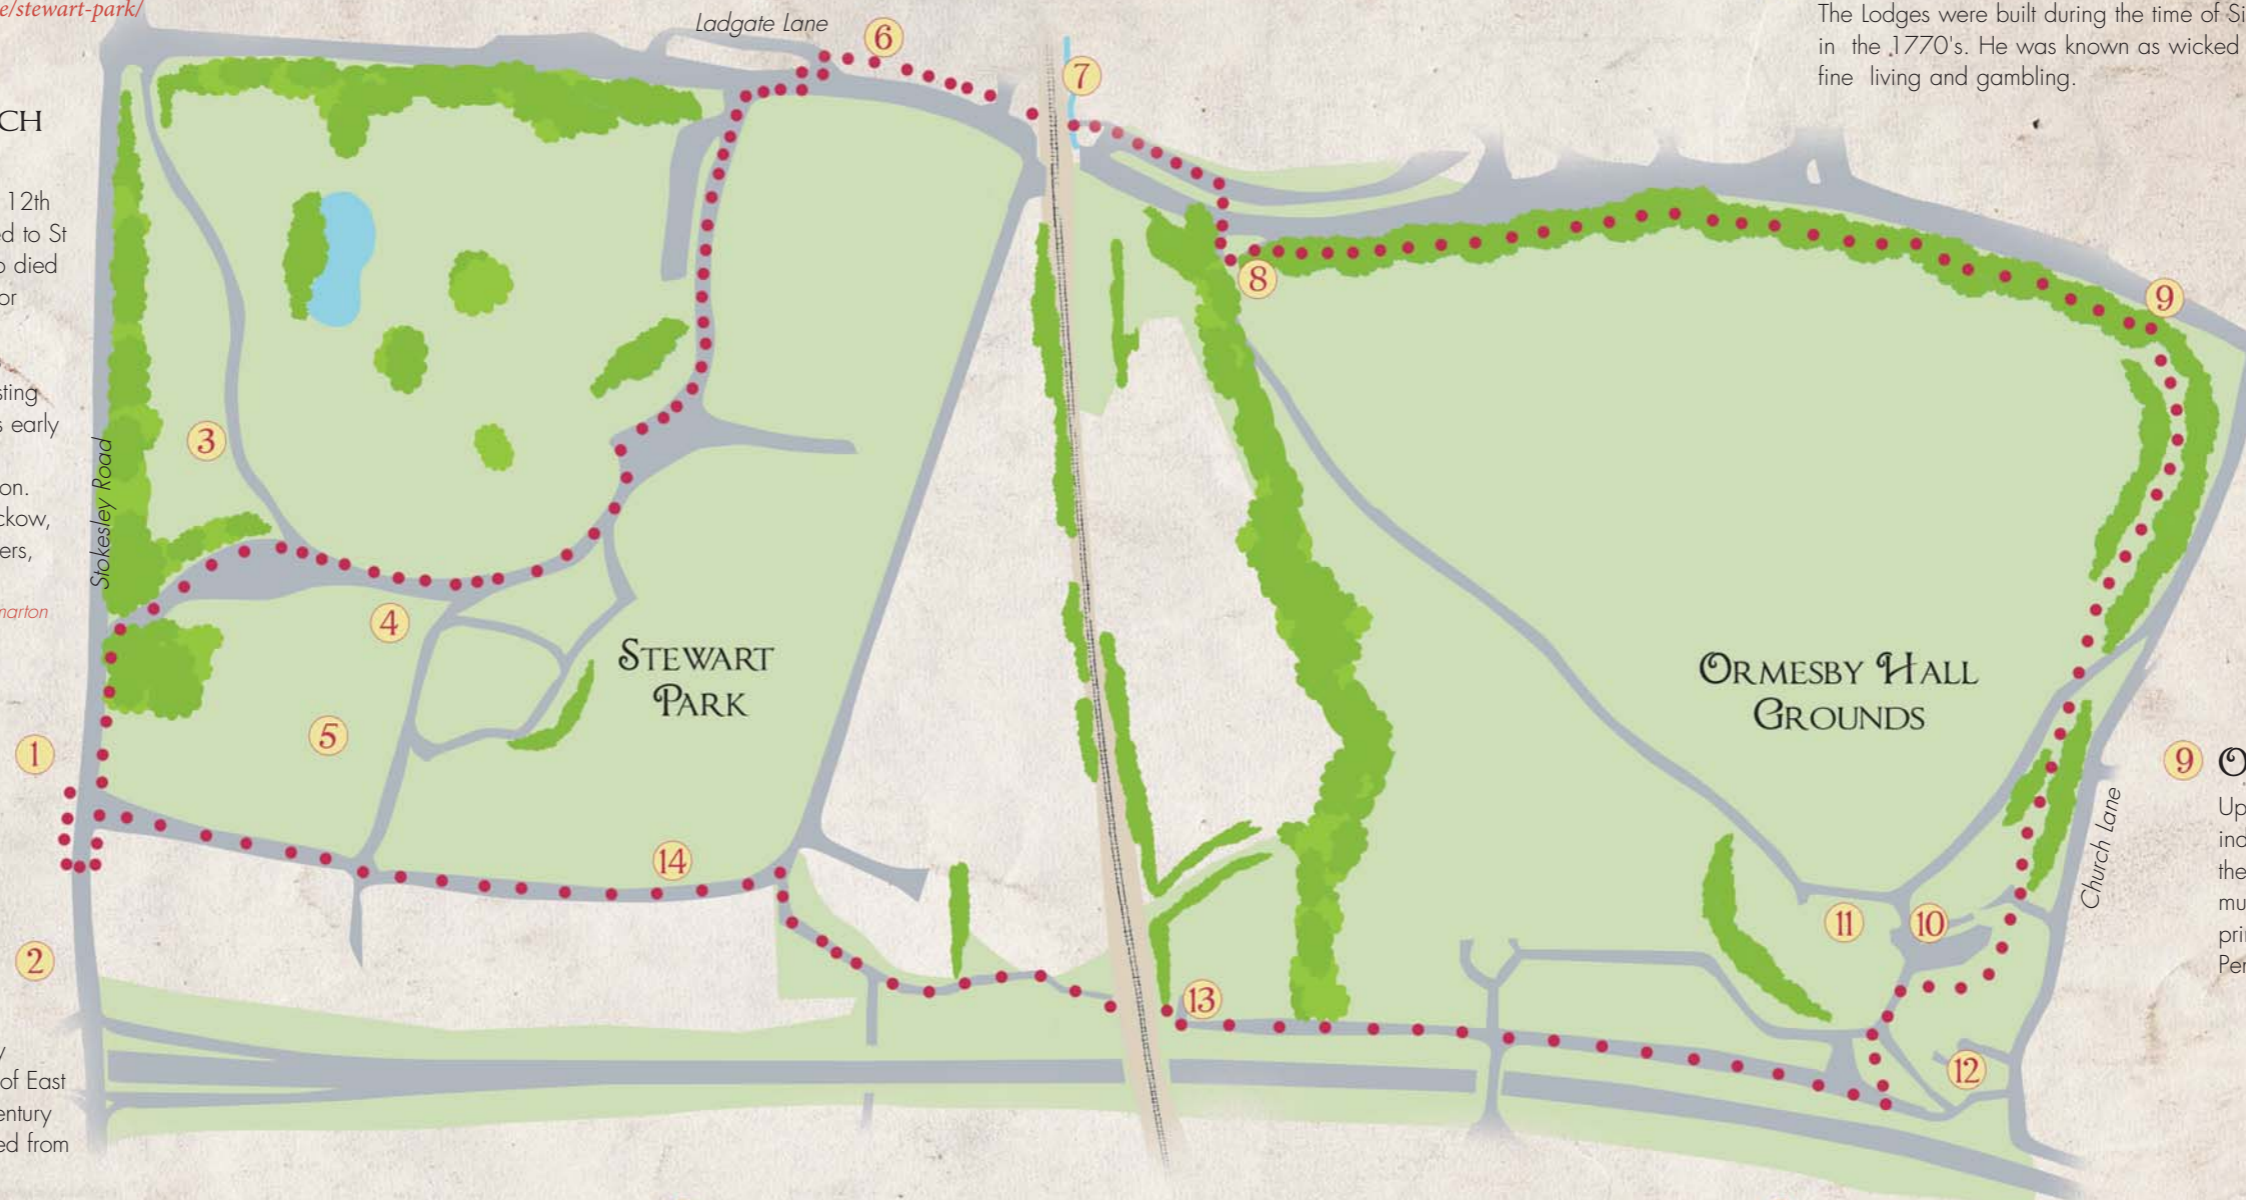 e/stewart-park/
CH
12th
ed to St
o died
or
sting
s early
on.
ckow,
ers,
marton
y
of East
entury
ed from
Ladgate Lane
Stokesley Road
Church Lane
1
2
3
4
5
6
7
8
9
10
11
12
13
14
STEWART
PARK
ORMESBY HALL
GROUNDS
The Lodges were built during the time of Si
in the 1770's. He was known as wicked
fine living and gambling.
9 O
Up
ind
the
mu
prin
Pen